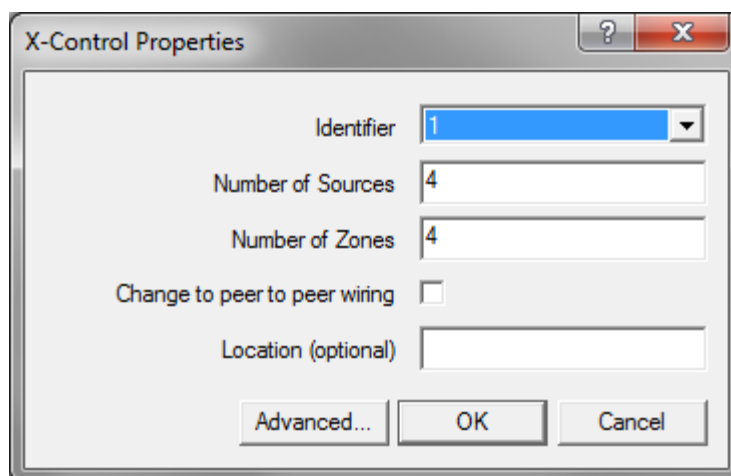 X-Control Properties
Identifier 1
Number of Sources 4
Number of Zones 4
Change to peer to peer wiring
Location (optional)
Advanced... OK Cancel